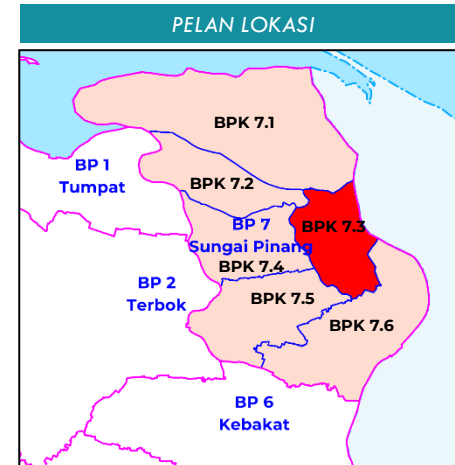 PELAN LOKASI
BPK 7.1
BP 1
Tumpat
BPK 7.2
BP 7
Sungai Pinang
BPK 7.3
BPK 7.4
BP 2
Terbok
BPK 7.5
BPK 7.6
BP 6
Kebakat